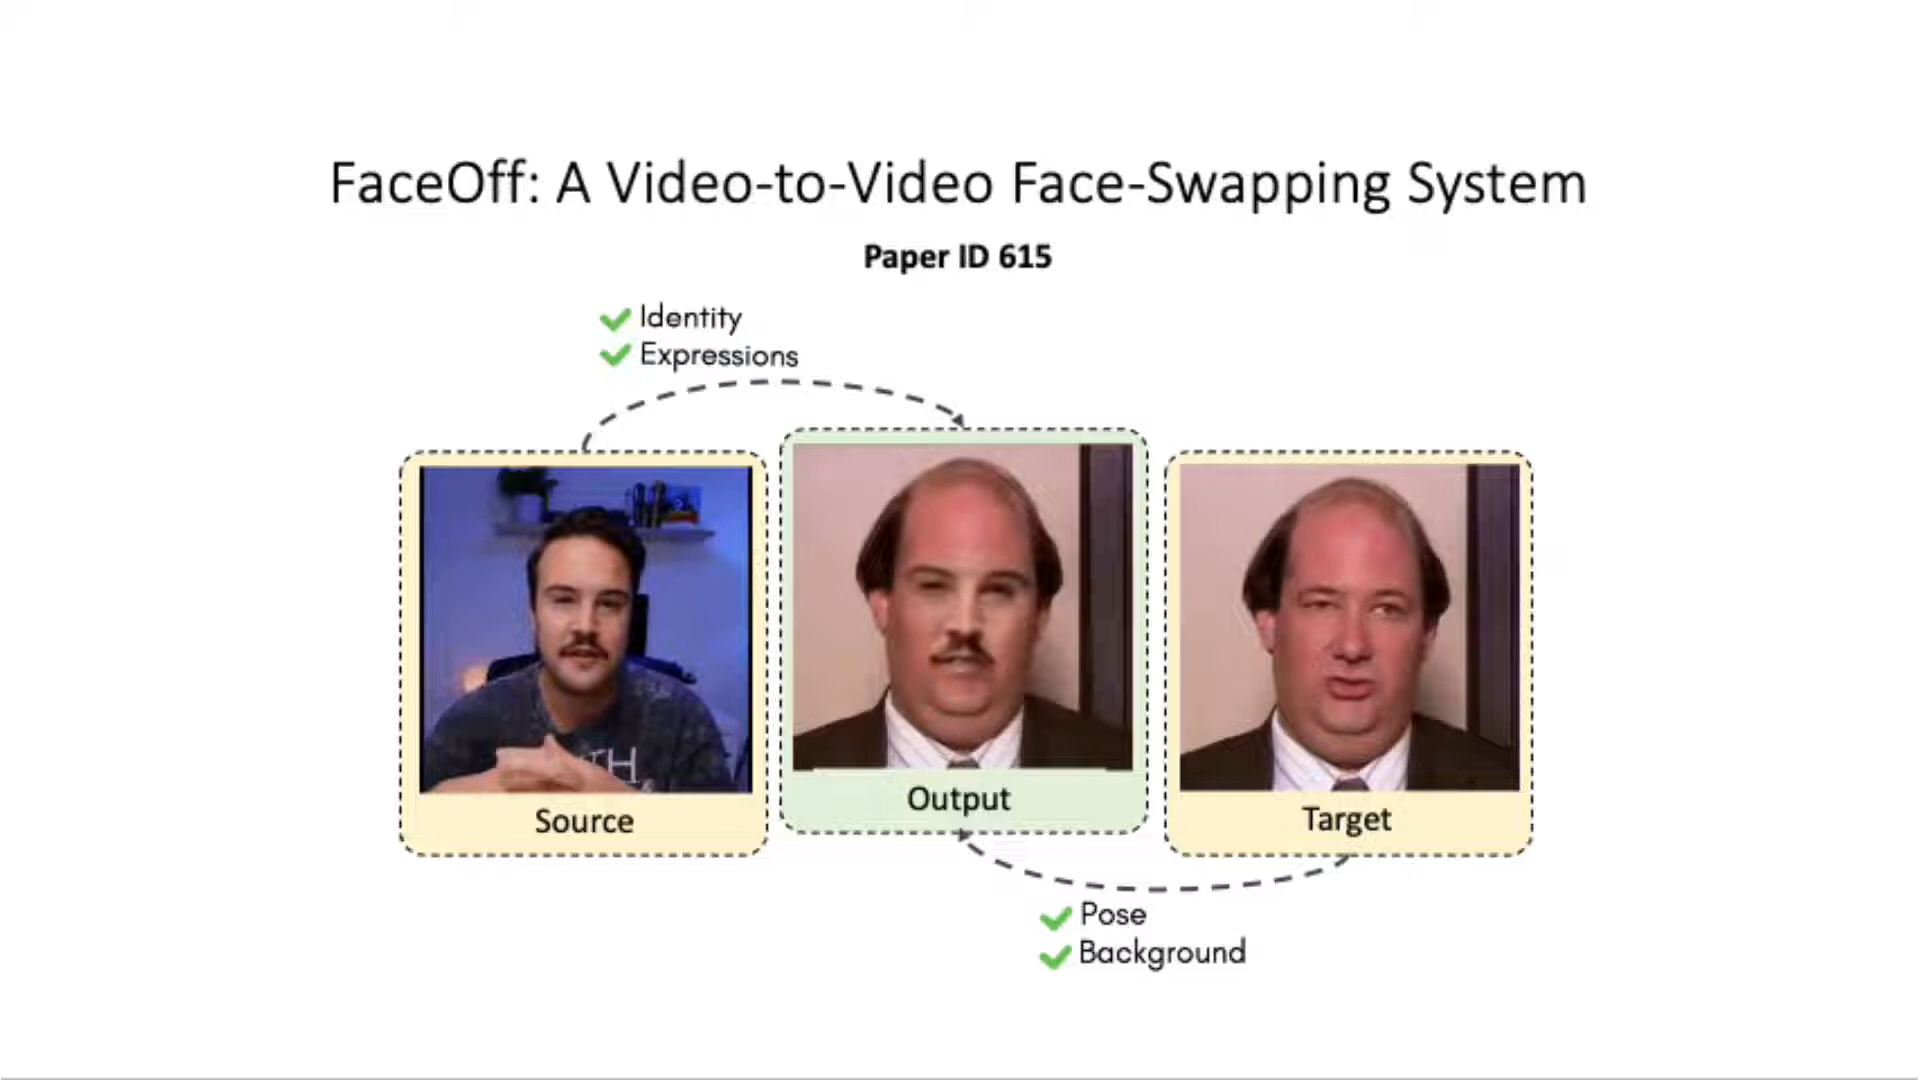 FaceOff: A Video-to-Video Face-Swapping System
Paper ID 615
Identity
Expressions
Source
Output
Target
Pose
Background